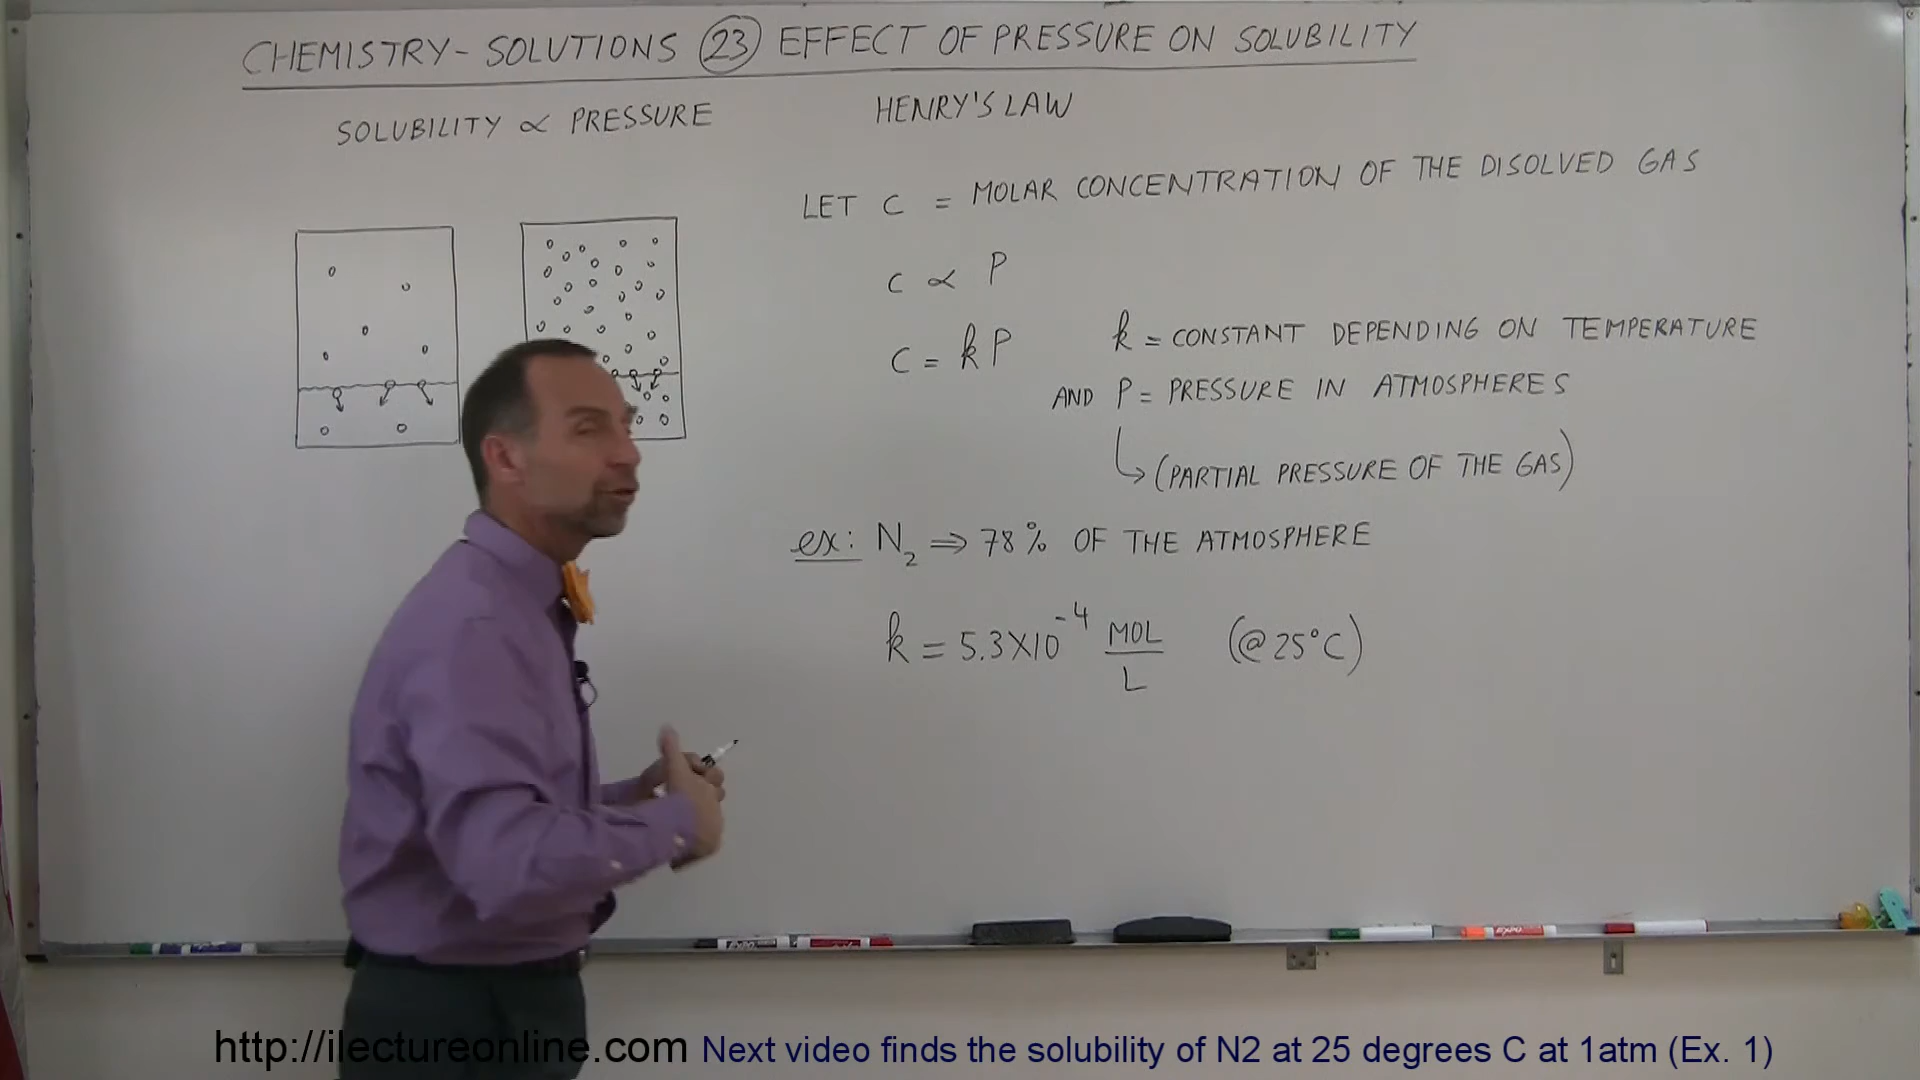 CHEMISTRY- SOLUTIONS 23 EFFECT OF PRESSURE ON SOLUBILITY
SOLUBILITY ∝ PRESSURE
HENRY'S LAW
LET C = MOLAR CONCENTRATION OF THE DISOLVED GAS
C ∝ P
C = kP
k = CONSTANT DEPENDING ON TEMPERATURE
AND P = PRESSURE IN ATMOSPHERES
↳ (PARTIAL PRESSURE OF THE GAS)
ex: N₂ ⇒ 78% OF THE ATMOSPHERE
k = 5.3X10⁻⁴ MOL/L (@ 25°C)
http://ilectureonline.com Next video finds the solubility of N2 at 25 degrees C at 1atm (Ex. 1)